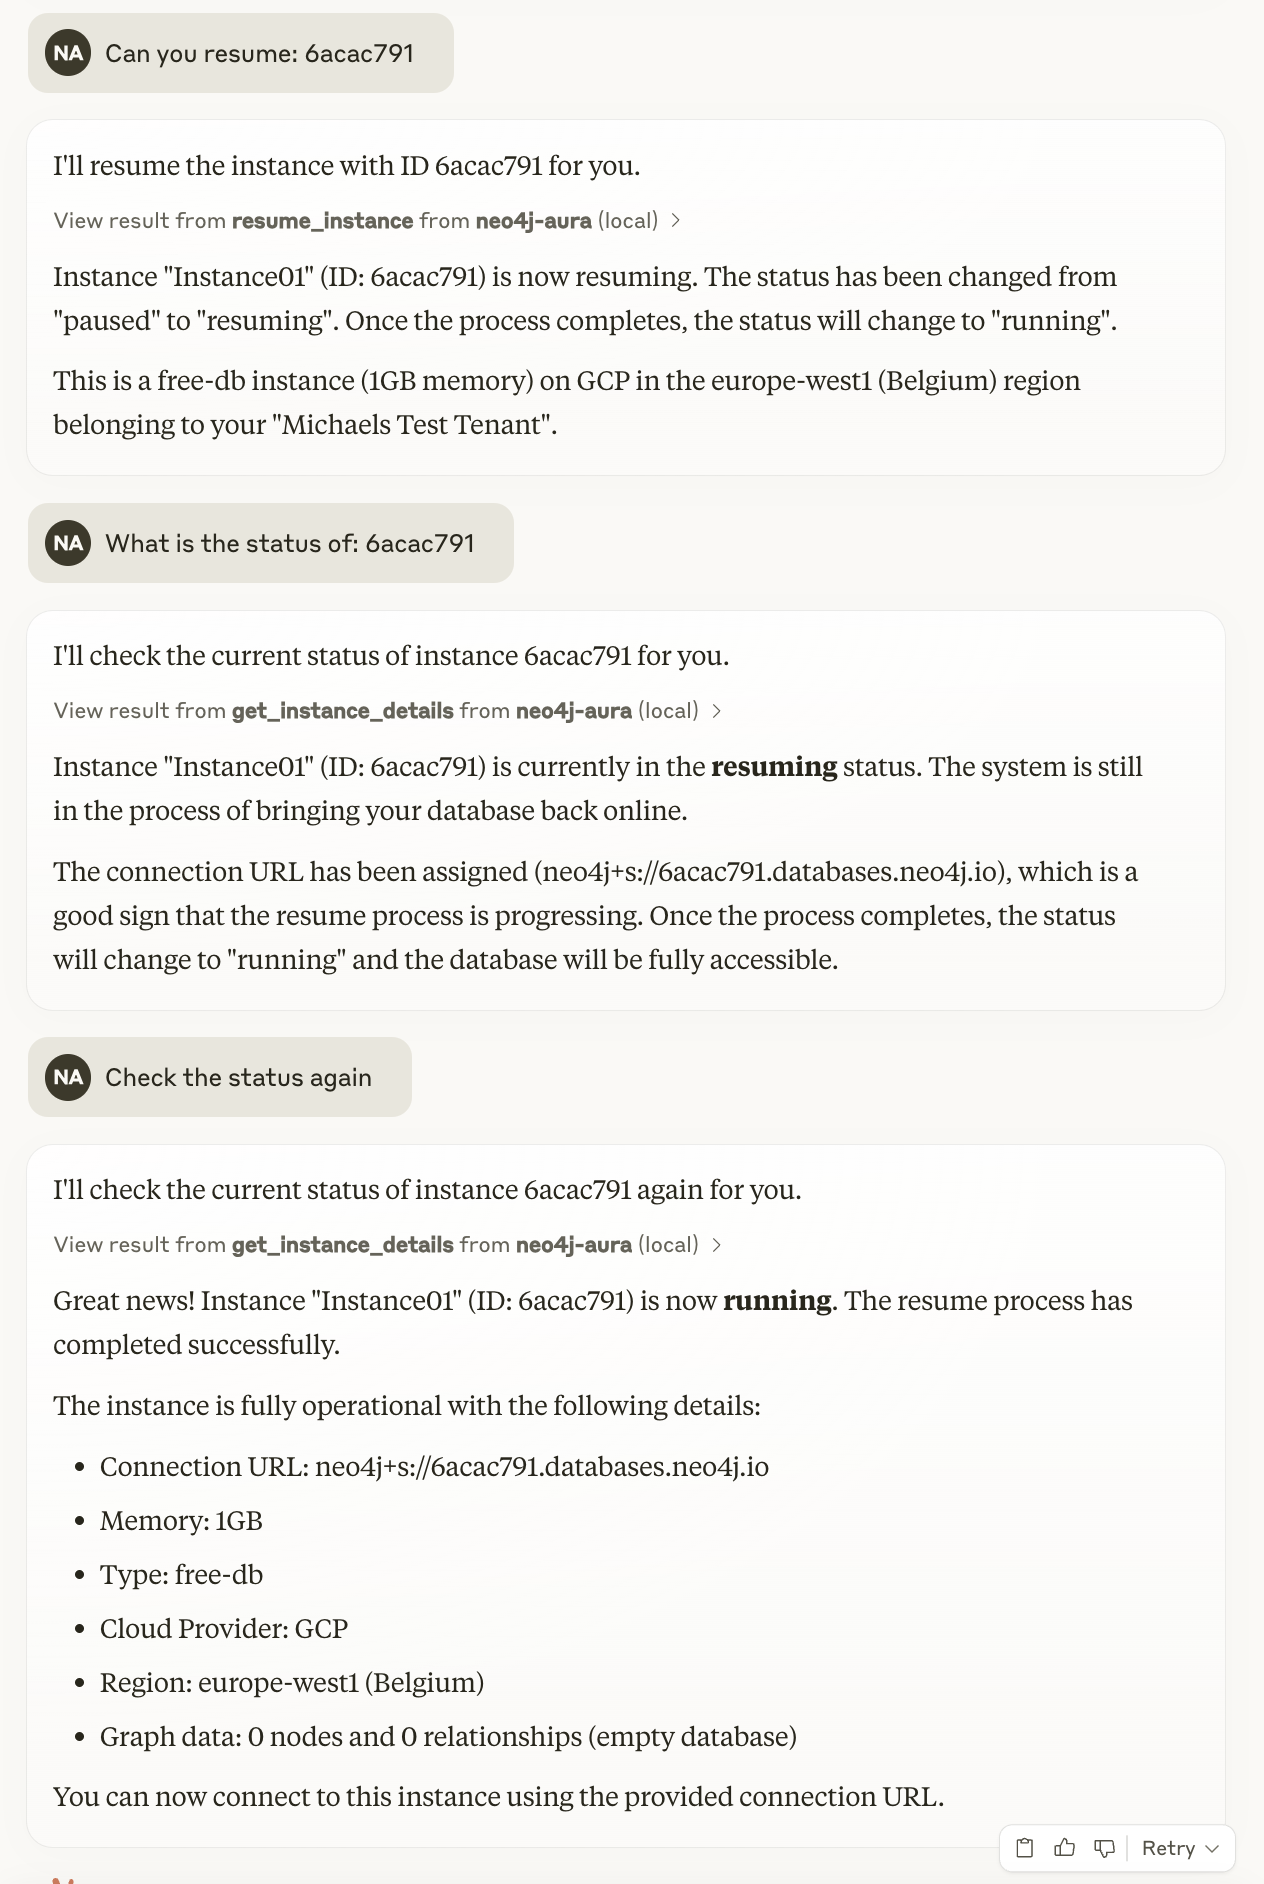 NA Can you resume: 6acac791
I'll resume the instance with ID 6acac791 for you.
View result from resume_instance from neo4j-aura (local)
Instance "Instance01" (ID: 6acac791) is now resuming. The status has been changed from
"paused" to "resuming". Once the process completes, the status will change to "running".
This is a free-db instance (1GB memory) on GCP in the europe-west1 (Belgium) region
belonging to your "Michaels Test Tenant".
NA What is the status of: 6acac791
I'll check the current status of instance 6acac791 for you.
View result from get_instance_details from neo4j-aura (local)
Instance "Instance01" (ID: 6acac791) is currently in the resuming status. The system is still
in the process of bringing your database back online.
The connection URL has been assigned (neo4j+s://6acac791.databases.neo4j.io), which is a
good sign that the resume process is progressing. Once the process completes, the status
will change to "running" and the database will be fully accessible.
NA Check the status again
I'll check the current status of instance 6acac791 again for you.
View result from get_instance_details from neo4j-aura (local)
Great news! Instance "Instance01" (ID: 6acac791) is now running. The resume process has
completed successfully.
The instance is fully operational with the following details:
• Connection URL: neo4j+s://6acac791.databases.neo4j.io
• Memory: 1GB
• Type: free-db
• Cloud Provider: GCP
• Region: europe-west1 (Belgium)
• Graph data: 0 nodes and 0 relationships (empty database)
You can now connect to this instance using the provided connection URL.
Retry